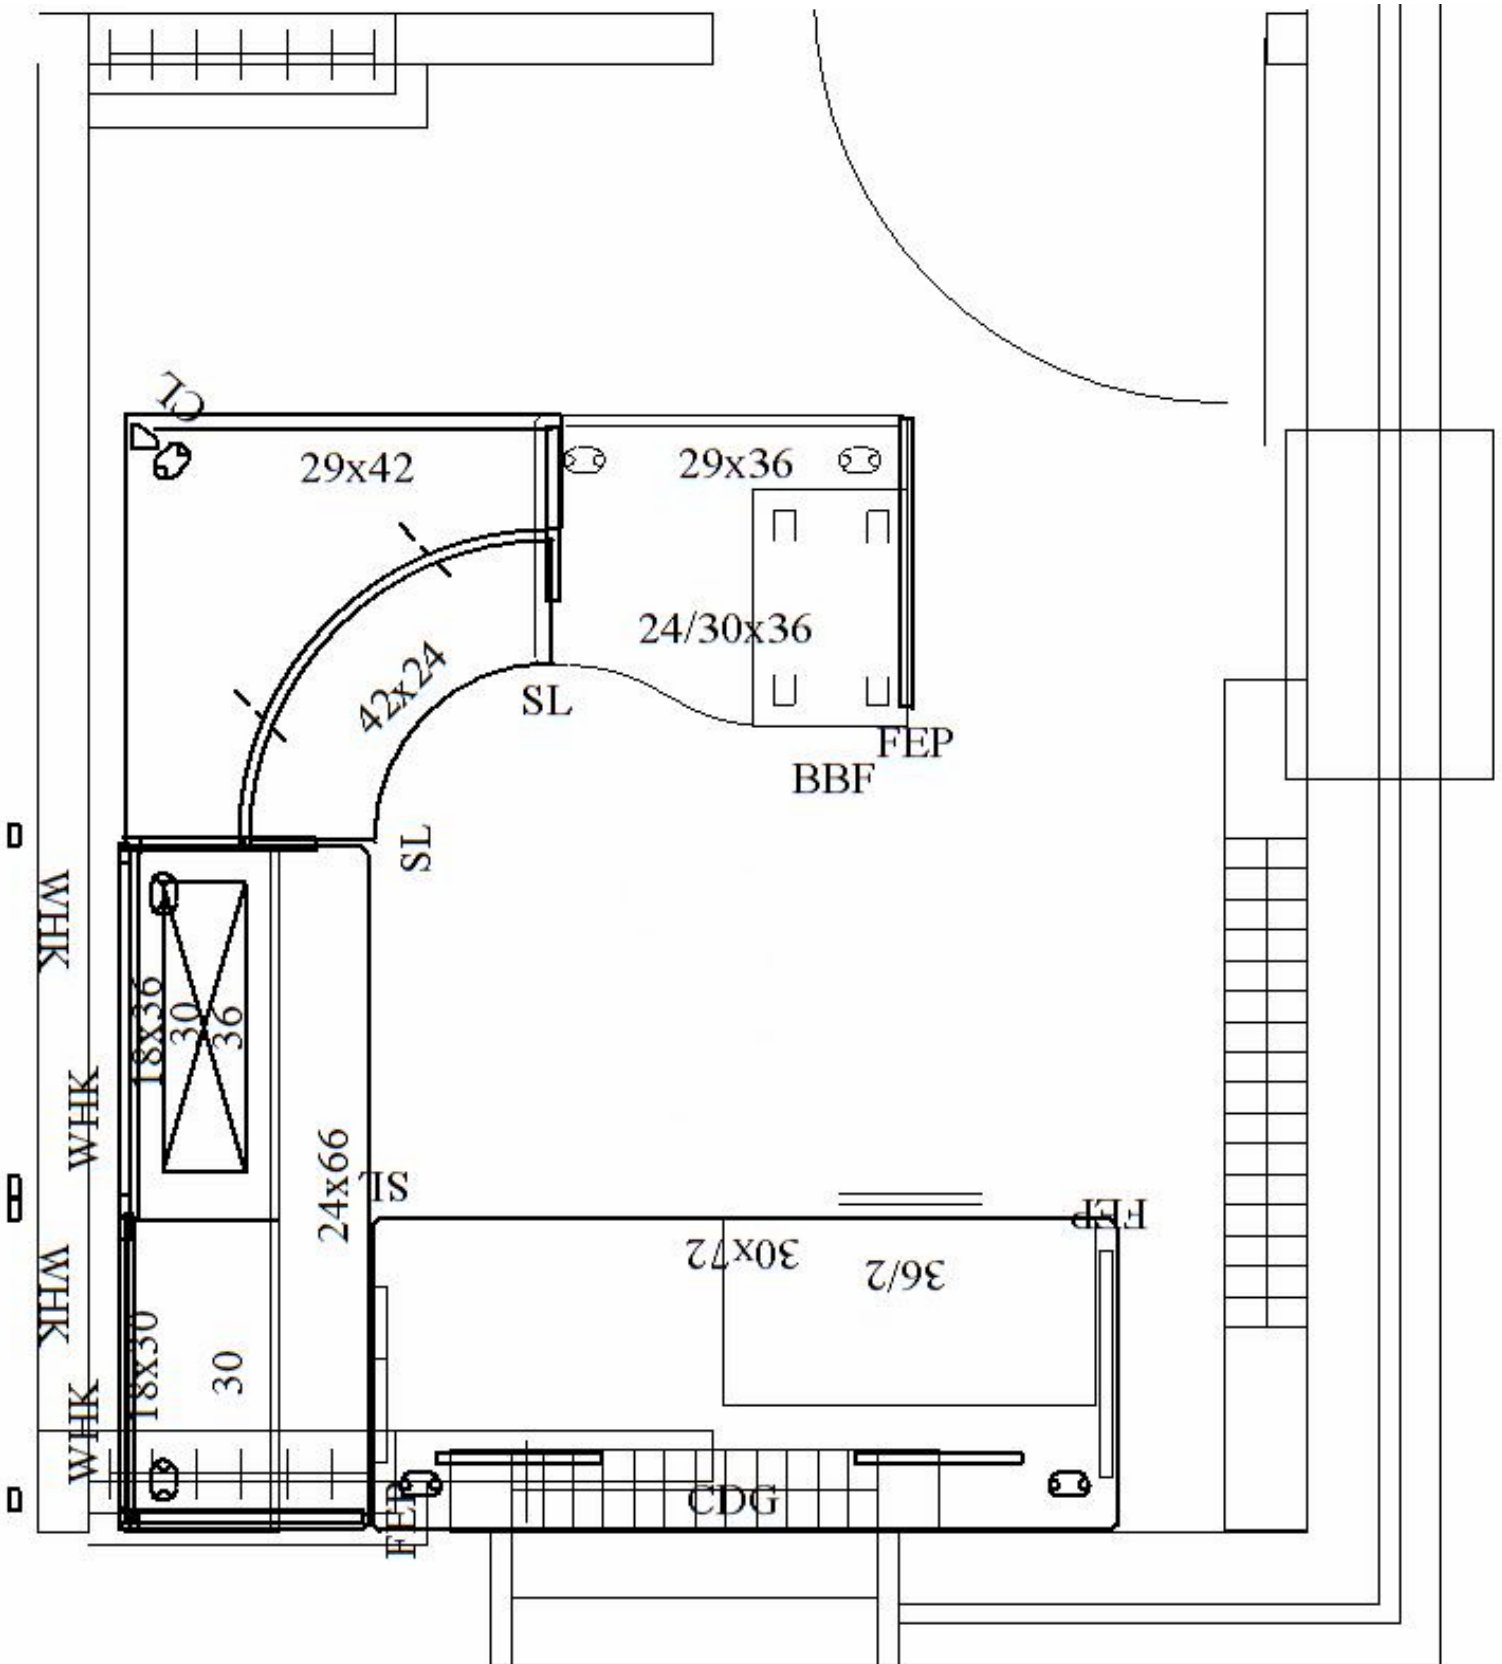 CL
29x42
29x36
24/30x36
42x24
SL
FEP
BBF
SL
WHK
18x36
30
36
WHK
24x66
SL
FEP
30x72
36/2
WHK
18x30
30
WHK
CDG
FEP